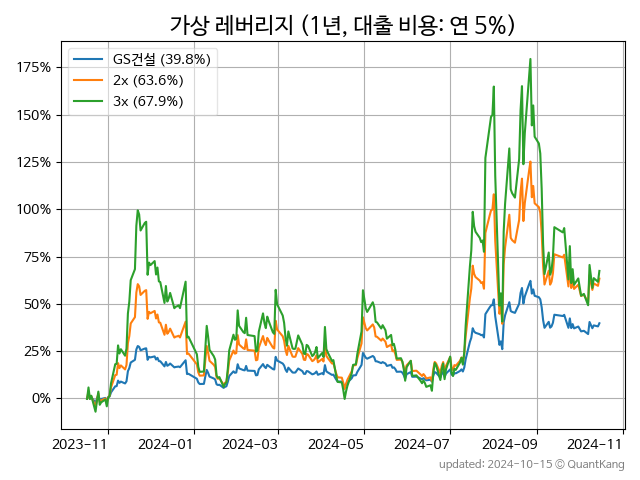 가상 레버리지 (1년, 대출 비용: 연 5%)
GS건설 (39.8%)
2x (63.6%)
3x (67.9%)
175%
150%
125%
100%
75%
50%
25%
0%
2023-11 2024-01 2024-03 2024-05 2024-07 2024-09 2024-11
updated: 2024-10-15 © QuantKang